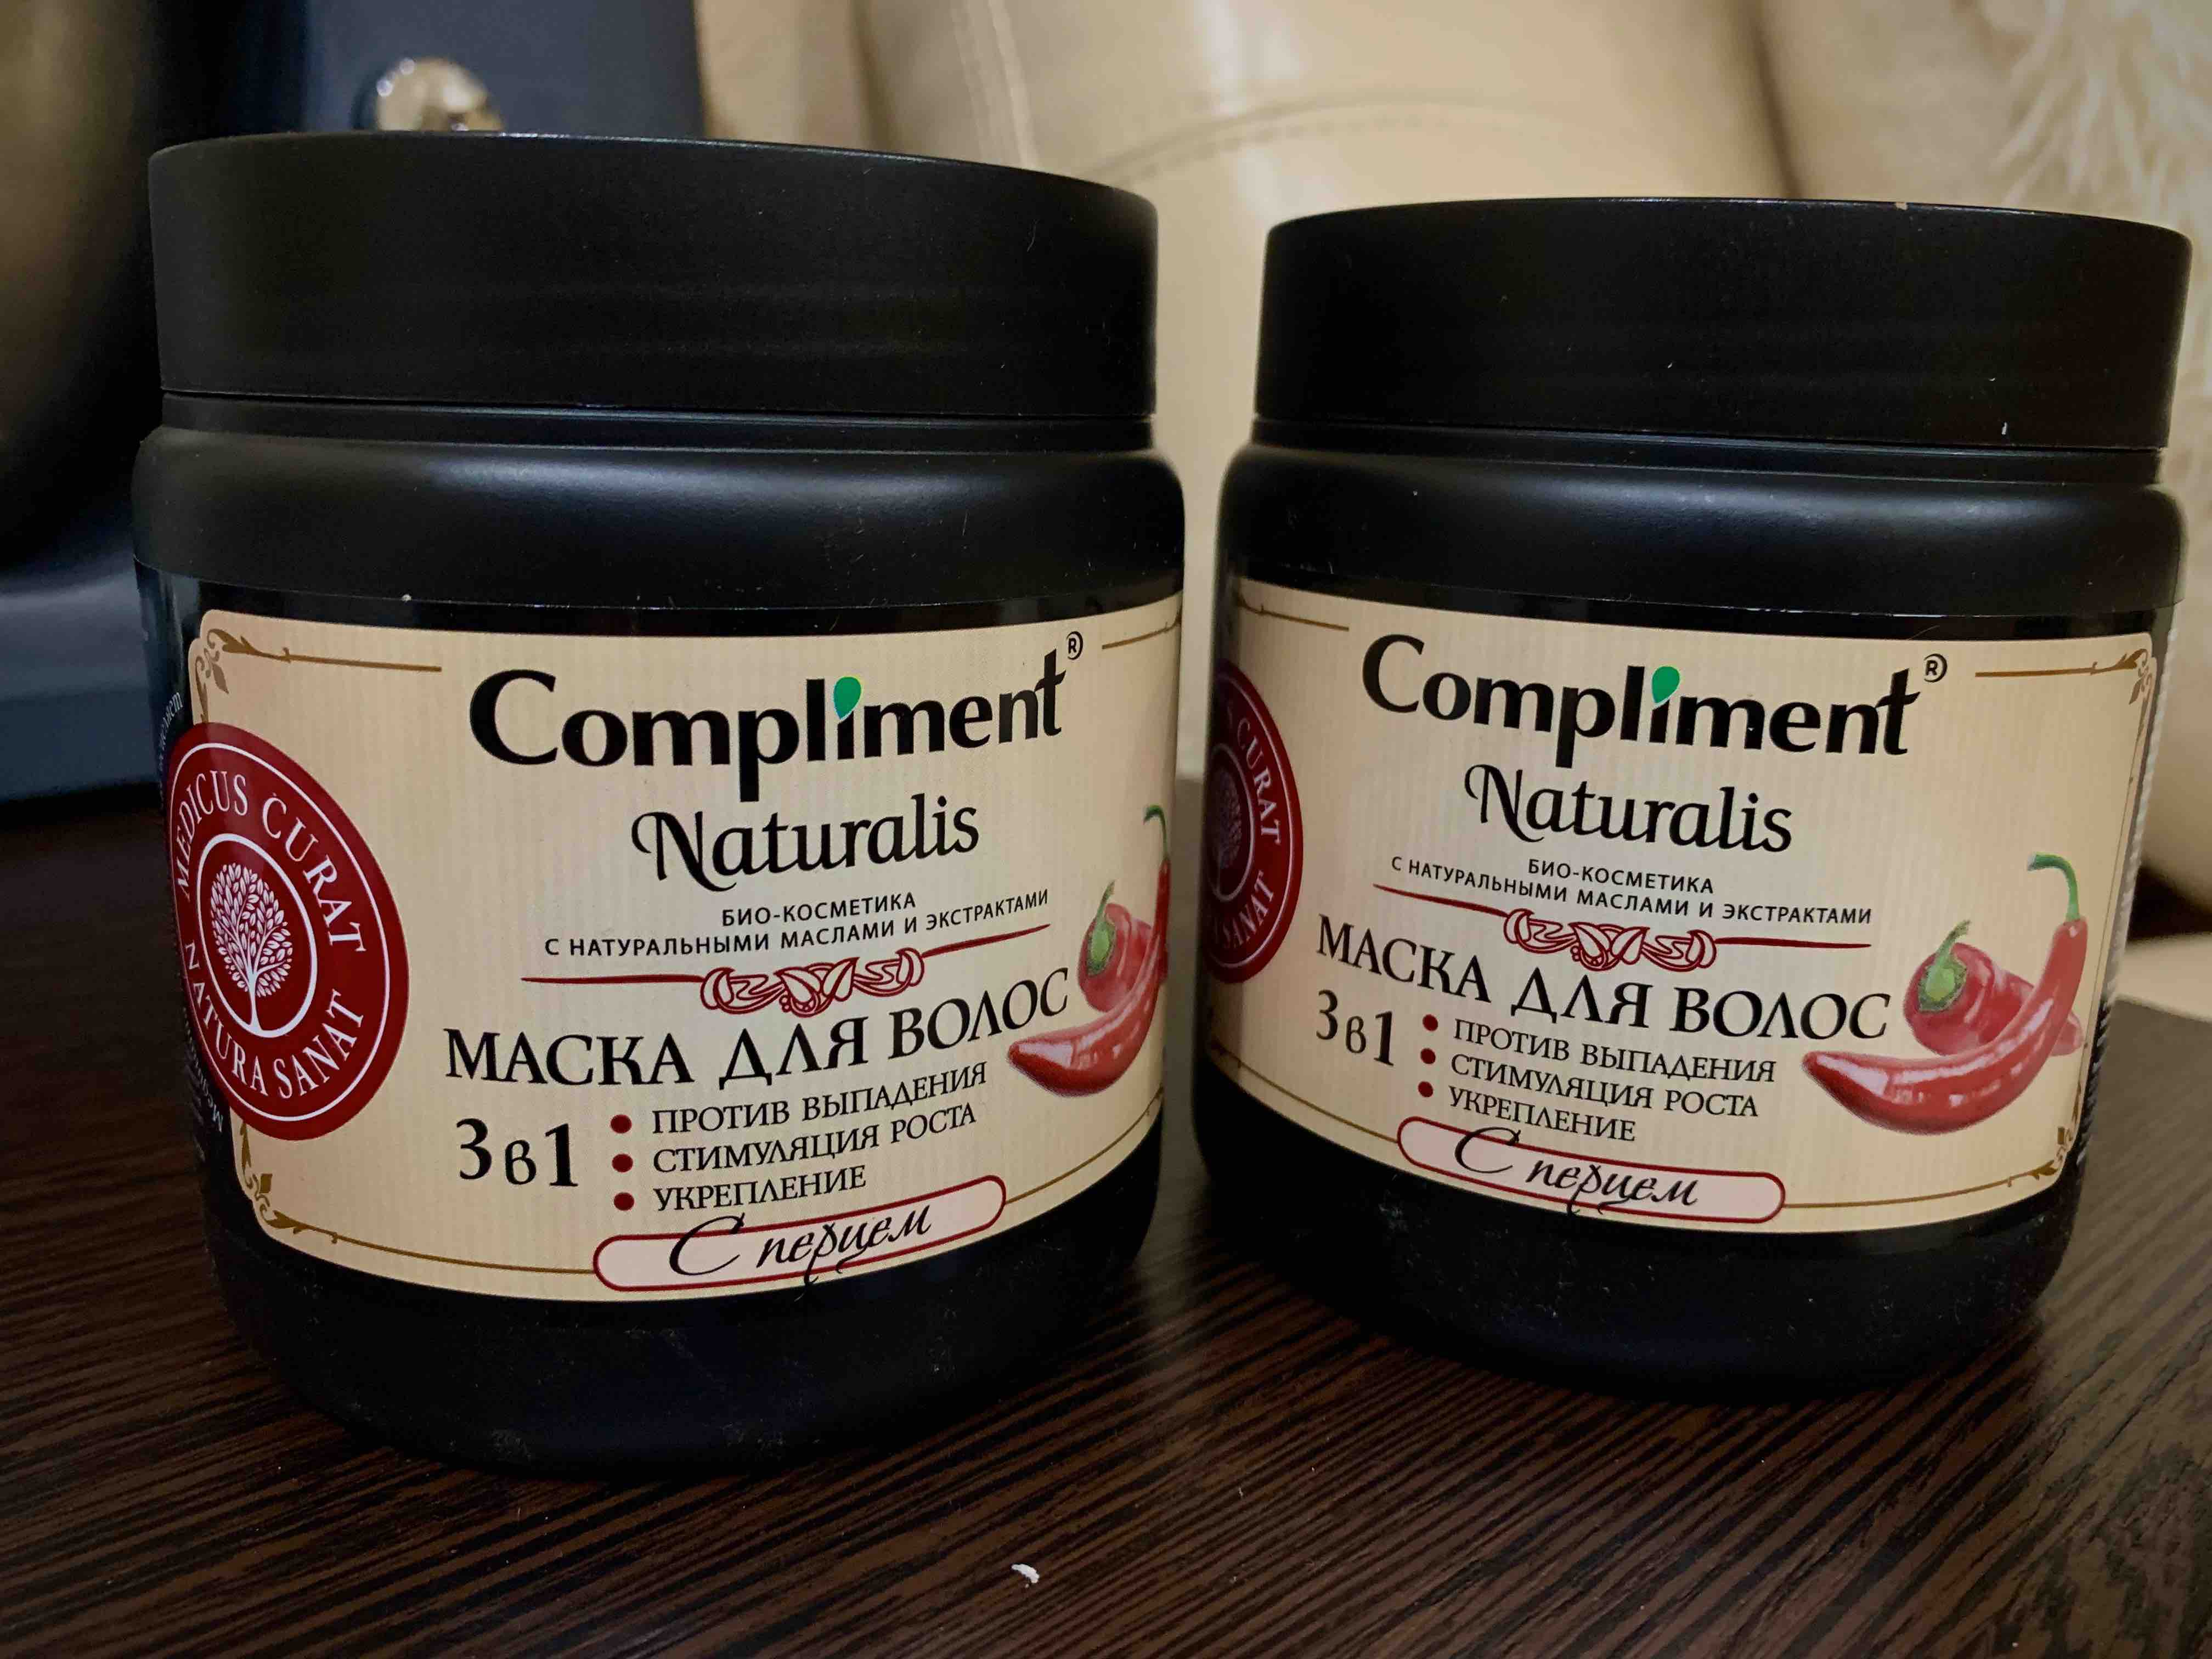 Compliment®
Naturalis
БИО-КОСМЕТИКА
С НАТУРАЛЬНЫМИ МАСЛАМИ И ЭКСТРАКТАМИ
МАСКА ДЛЯ ВОЛОС
3в1
• ПРОТИВ ВЫПАДЕНИЯ
• СТИМУЛЯЦИЯ РОСТА
• УКРЕПЛЕНИЕ
С перцем
MEDICUS CURAT
NATURA SANAT
Compliment®
Naturalis
БИО-КОСМЕТИКА
С НАТУРАЛЬНЫМИ МАСЛАМИ И ЭКСТРАКТАМИ
МАСКА ДЛЯ ВОЛОС
3в1
• ПРОТИВ ВЫПАДЕНИЯ
• СТИМУЛЯЦИЯ РОСТА
• УКРЕПЛЕНИЕ
С перцем
CURAT
SANAT